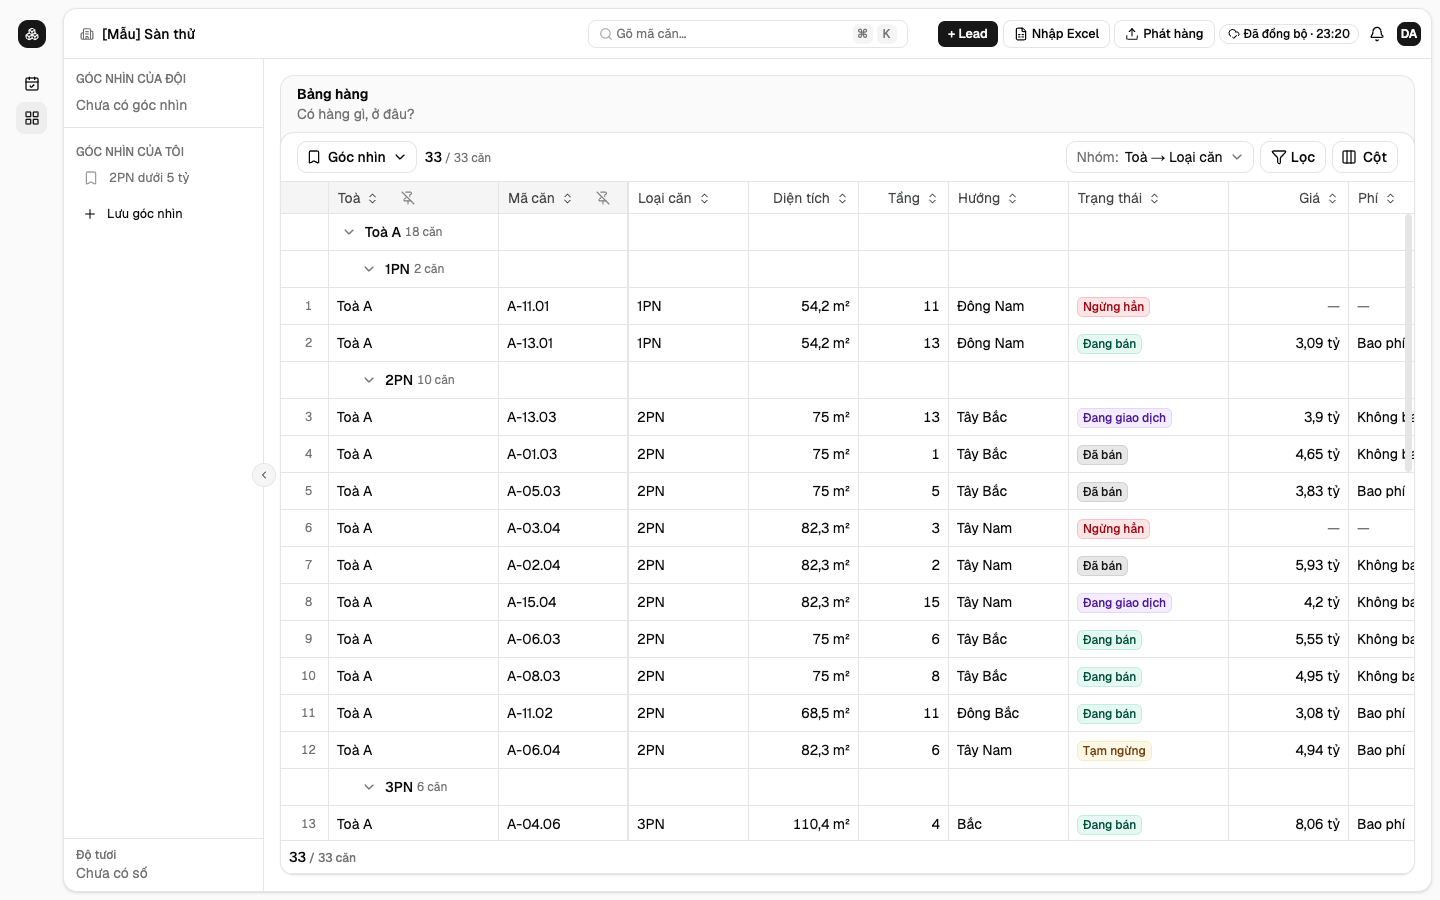 [Mẫu] Sàn thử
Gõ mã căn...
⌘ K
+ Lead
Nhập Excel
Phát hàng
Đã đồng bộ · 23:20
DA
GÓC NHÌN CỦA ĐỘI
Chưa có góc nhìn
GÓC NHÌN CỦA TÔI
2PN dưới 5 tỷ
Lưu góc nhìn
Độ tươi
Chưa có số
Bảng hàng
Có hàng gì, ở đâu?
Góc nhìn
33 / 33 căn
Nhóm: Toà → Loại căn
Lọc
Cột
Toà Mã căn Loại căn Diện tích Tầng Hướng Trạng thái Giá Phí
Toà A 18 căn
1PN 2 căn
1 Toà A A-11.01 1PN 54,2 m² 11 Đông Nam Ngừng hẳn — —
2 Toà A A-13.01 1PN 54,2 m² 13 Đông Nam Đang bán 3,09 tỷ Bao phí
2PN 10 căn
3 Toà A A-13.03 2PN 75 m² 13 Tây Bắc Đang giao dịch 3,9 tỷ Không
4 Toà A A-01.03 2PN 75 m² 1 Tây Bắc Đã bán 4,65 tỷ Không
5 Toà A A-05.03 2PN 75 m² 5 Tây Bắc Đã bán 3,83 tỷ Bao phí
6 Toà A A-03.04 2PN 82,3 m² 3 Tây Nam Ngừng hẳn — —
7 Toà A A-02.04 2PN 82,3 m² 2 Tây Nam Đã bán 5,93 tỷ Không
8 Toà A A-15.04 2PN 82,3 m² 15 Tây Nam Đang giao dịch 4,2 tỷ Không
9 Toà A A-06.03 2PN 75 m² 6 Tây Bắc Đang bán 5,55 tỷ Không
10 Toà A A-08.03 2PN 75 m² 8 Tây Bắc Đang bán 4,95 tỷ Không
11 Toà A A-11.02 2PN 68,5 m² 11 Đông Bắc Đang bán 3,08 tỷ Bao phí
12 Toà A A-06.04 2PN 82,3 m² 6 Tây Nam Tạm ngừng 4,94 tỷ Bao phí
3PN 6 căn
13 Toà A A-04.06 3PN 110,4 m² 4 Bắc Đang bán 8,06 tỷ Bao phí
33 / 33 căn